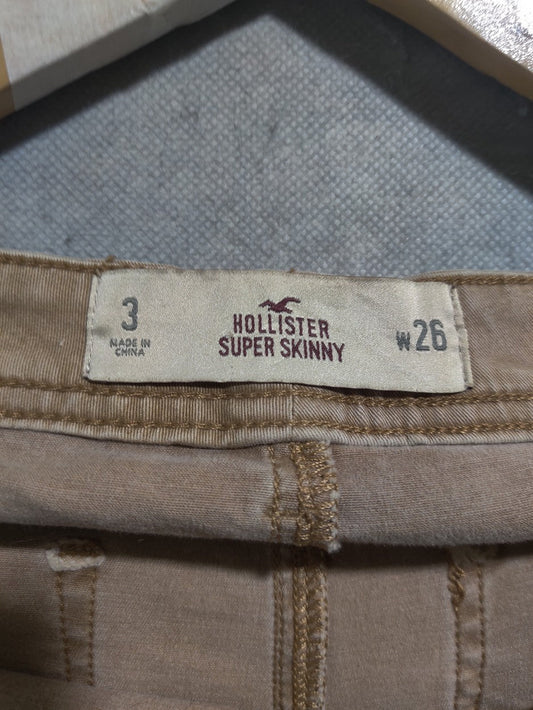 3
MADE IN
CHINA
HOLLISTER
SUPER SKINNY
W26